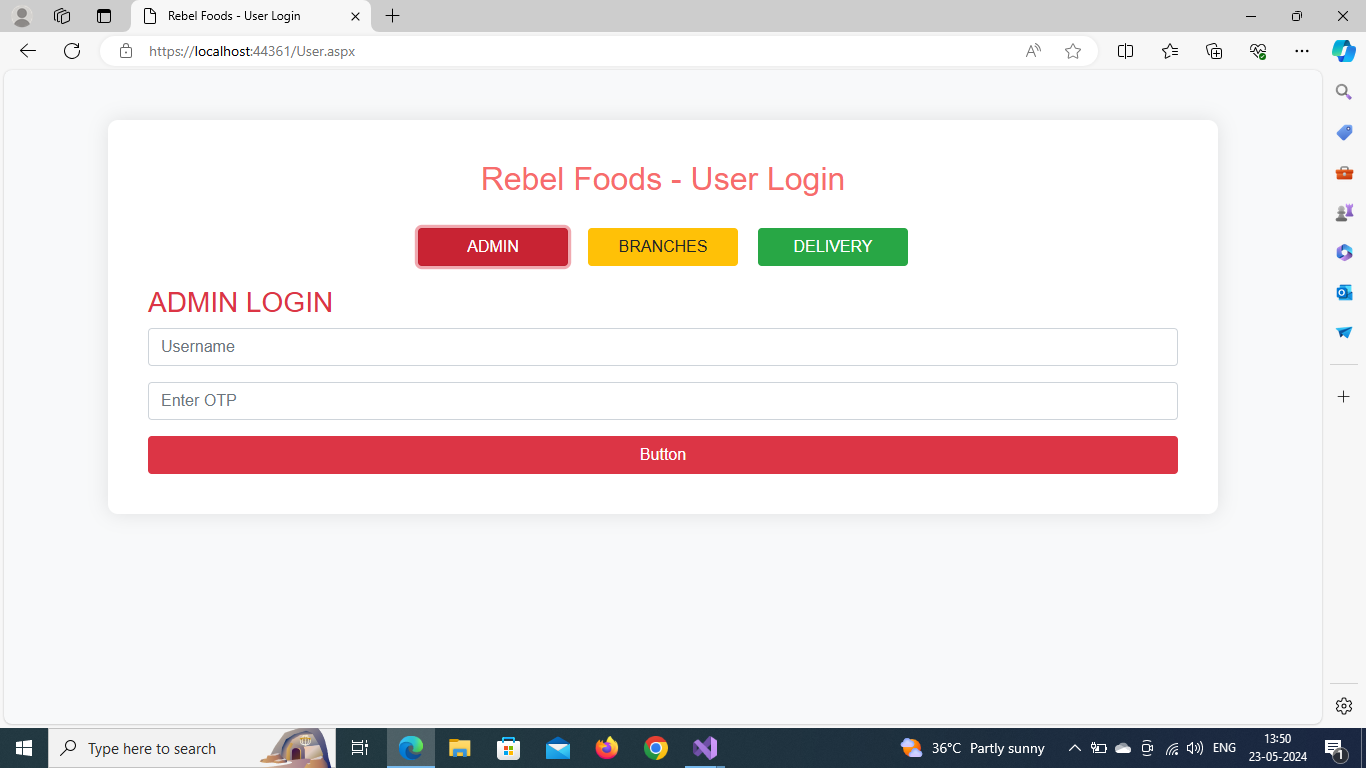 Rebel Foods - User Login
https://localhost:44361/User.aspx
Rebel Foods - User Login
ADMIN BRANCHES DELIVERY
ADMIN LOGIN
Username
Enter OTP
Button
Type here to search
36°C Partly sunny
ENG
13:50
23-05-2024
1